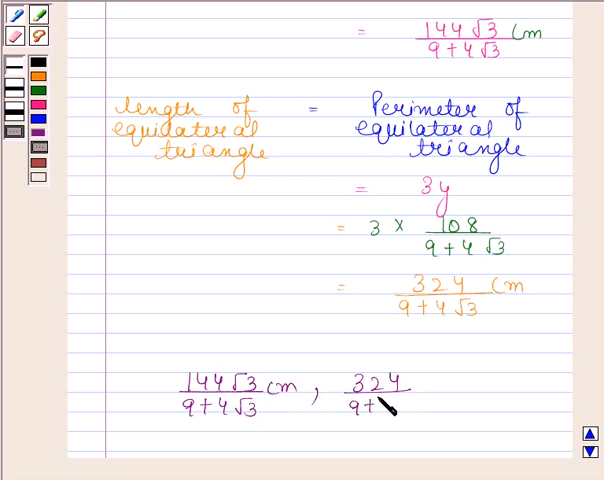 = 144√3 / 9+4√3 cm
length of = Perimeter of
equilateral equilateral
triangle triangle
= 3y
= 3 × 108 / 9+4√3
= 324 / 9+4√3 cm
144√3 / 9+4√3 cm , 324 / 9+